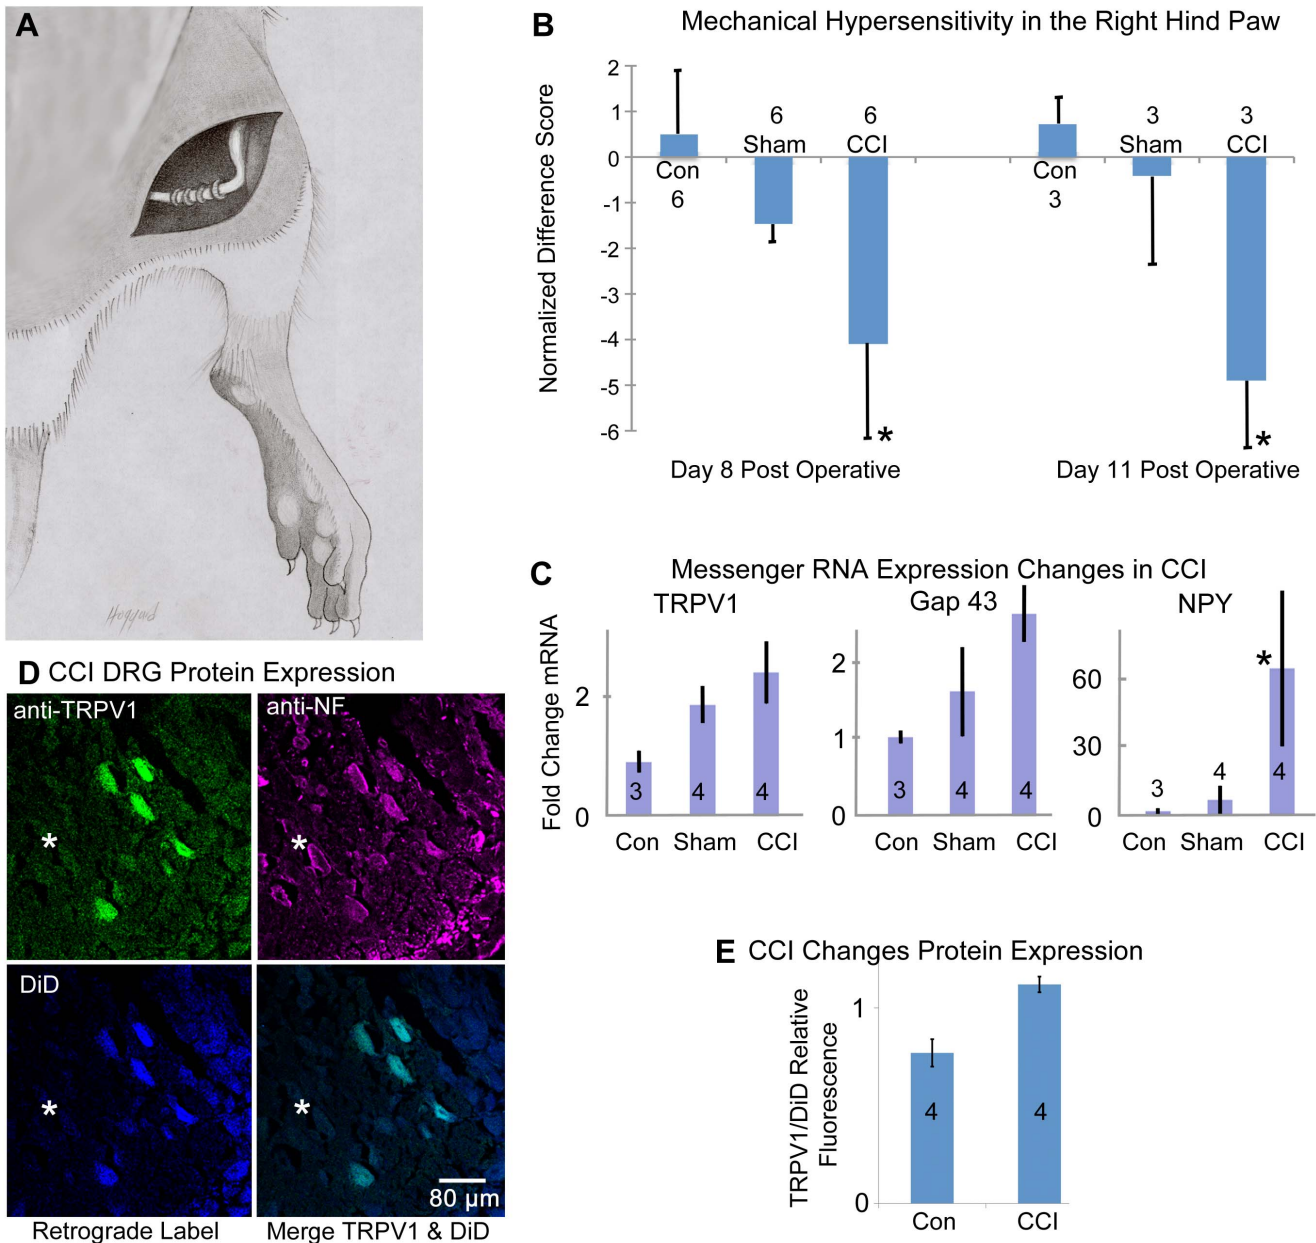 A
Heggard
B
Mechanical Hypersensitivity in the Right Hind Paw
Normalized Difference Score
2
1
0
-1
-2
-3
-4
-5
-6
Con
6
6
Sham
6
CCI
*
Day 8 Post Operative
Con
3
3
Sham
3
CCI
*
Day 11 Post Operative
C
Messenger RNA Expression Changes in CCI
Fold Change mRNA
TRPV1
2
0
3
4
4
Con Sham CCI
Gap 43
2
1
0
3
4
4
Con Sham CCI
NPY
60
30
0
3
4
*
4
Con Sham CCI
D CCI DRG Protein Expression
anti-TRPV1
*
anti-NF
*
DiD
*
*
80 µm
Retrograde Label
Merge TRPV1 & DiD
E CCI Changes Protein Expression
TRPV1/DiD Relative
Fluorescence
1
0
4
4
Con CCI